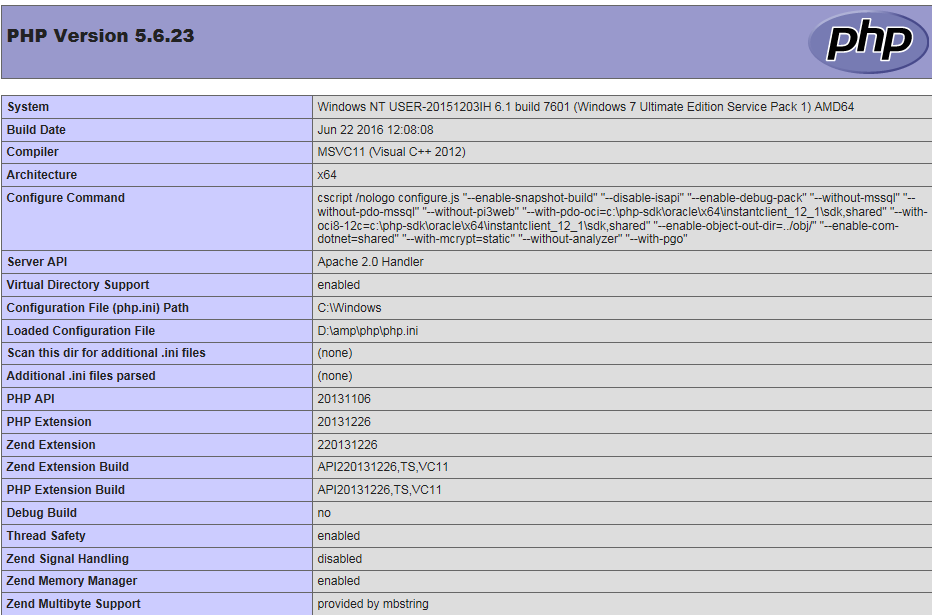 PHP Version 5.6.23
php
System Windows NT USER-20151203IH 6.1 build 7601 (Windows 7 Ultimate Edition Service Pack 1) AMD64
Build Date Jun 22 2016 12:08:08
Compiler MSVC11 (Visual C++ 2012)
Architecture x64
Configure Command cscript /nologo configure.js "--enable-snapshot-build" "--disable-isapi" "--enable-debug-pack" "--without-mssql" "--
without-pdo-mssql" "--without-pi3web" "--with-pdo-oci=c:\php-sdk\oracle\x64\instantclient_12_1\sdk,shared" "--with-
oci8-12c=c:\php-sdk\oracle\x64\instantclient_12_1\sdk,shared" "--enable-object-out-dir=../obj/" "--enable-com-
dotnet=shared" "--with-mcrypt=static" "--without-analyzer" "--with-pgo"
Server API Apache 2.0 Handler
Virtual Directory Support enabled
Configuration File (php.ini) Path C:\Windows
Loaded Configuration File D:\amp\php\php.ini
Scan this dir for additional .ini files (none)
Additional .ini files parsed (none)
PHP API 20131106
PHP Extension 20131226
Zend Extension 220131226
Zend Extension Build API220131226,TS,VC11
PHP Extension Build API20131226,TS,VC11
Debug Build no
Thread Safety enabled
Zend Signal Handling disabled
Zend Memory Manager enabled
Zend Multibyte Support provided by mbstring